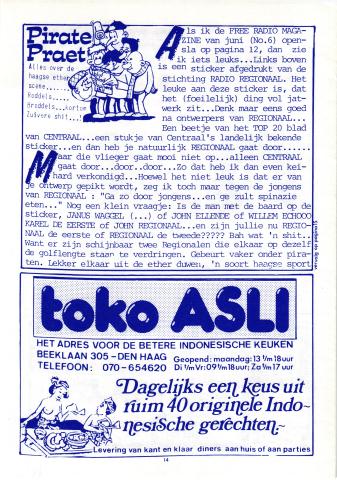 Pirate
Praet
Alles over de
haagse ether
scene.....
Roddels....
Broddels...kortom
Zuivere shit...!
Als ik de FREE RADIO MAGA-
ZINE van juni (No.6) open-
sla op pagina 12, dan zie
ik iets leuks...Links boven
is een sticker afgedrukt van de
stichting RADIO REGIONAAL. Het
leuke aan deze sticker is, dat
het (foeilelijk) ding vol jat-
werk zit...Denk maar eens goed
na ontwerpers van REGIONAAL...
Een beetje van het TOP 20 blad
van CENTRAAL...een stukje van Centraal's landelijk bekende
sticker...en dan heb je natuurlijk REGIONAAL gaat door......
Maar die vlieger gaat mooi niet op...alleen CENTRAAL
gaat door...door...door...Zo dat heb ik dan even kei-
hard verkondigd...Hoewel het niet leuk is dat er van
je ontwerp gepikt wordt, zeg ik toch maar tegen de jongens
van REGIONAAL : "Ga zo door jongens...en ge zult spinazie
eten..." Nog een klein vraagje: Is de man met de baard op de
sticker, JANUS WAGGEL (...) of JOHN ELLENDE of WILLEM ECHOOO
KAREL DE EERSTE of JOHN REGIONAAL...en zijn jullie nu REGIO-
NAAL de eerste of REGIONAAL de tweede????? Bah wat 'n shit..
Want er zijn schijnbaar twee Regionalen die elkaar op dezelf
de golflengte staan te verdringen. Gebeurt vaker onder pira-
ten. Lekker elkaar uit de ether duwen, 'n soort haagse sport
toko ASLI
HET ADRES VOOR DE BETERE INDONESISCHE KEUKEN
BEEKLAAN 305 - DEN HAAG
TELEFOON: 070 - 654620
Geopend: maandag: 13 t/m 18 uur
Di t/m Vr: 09 t/m 18 uur; Za t/m 17 uur
Dagelijks een keus uit
ruim 40 originele Indo-
nesische gerechten~
Levering van kant en klaar diners aan huis of aan parties
14